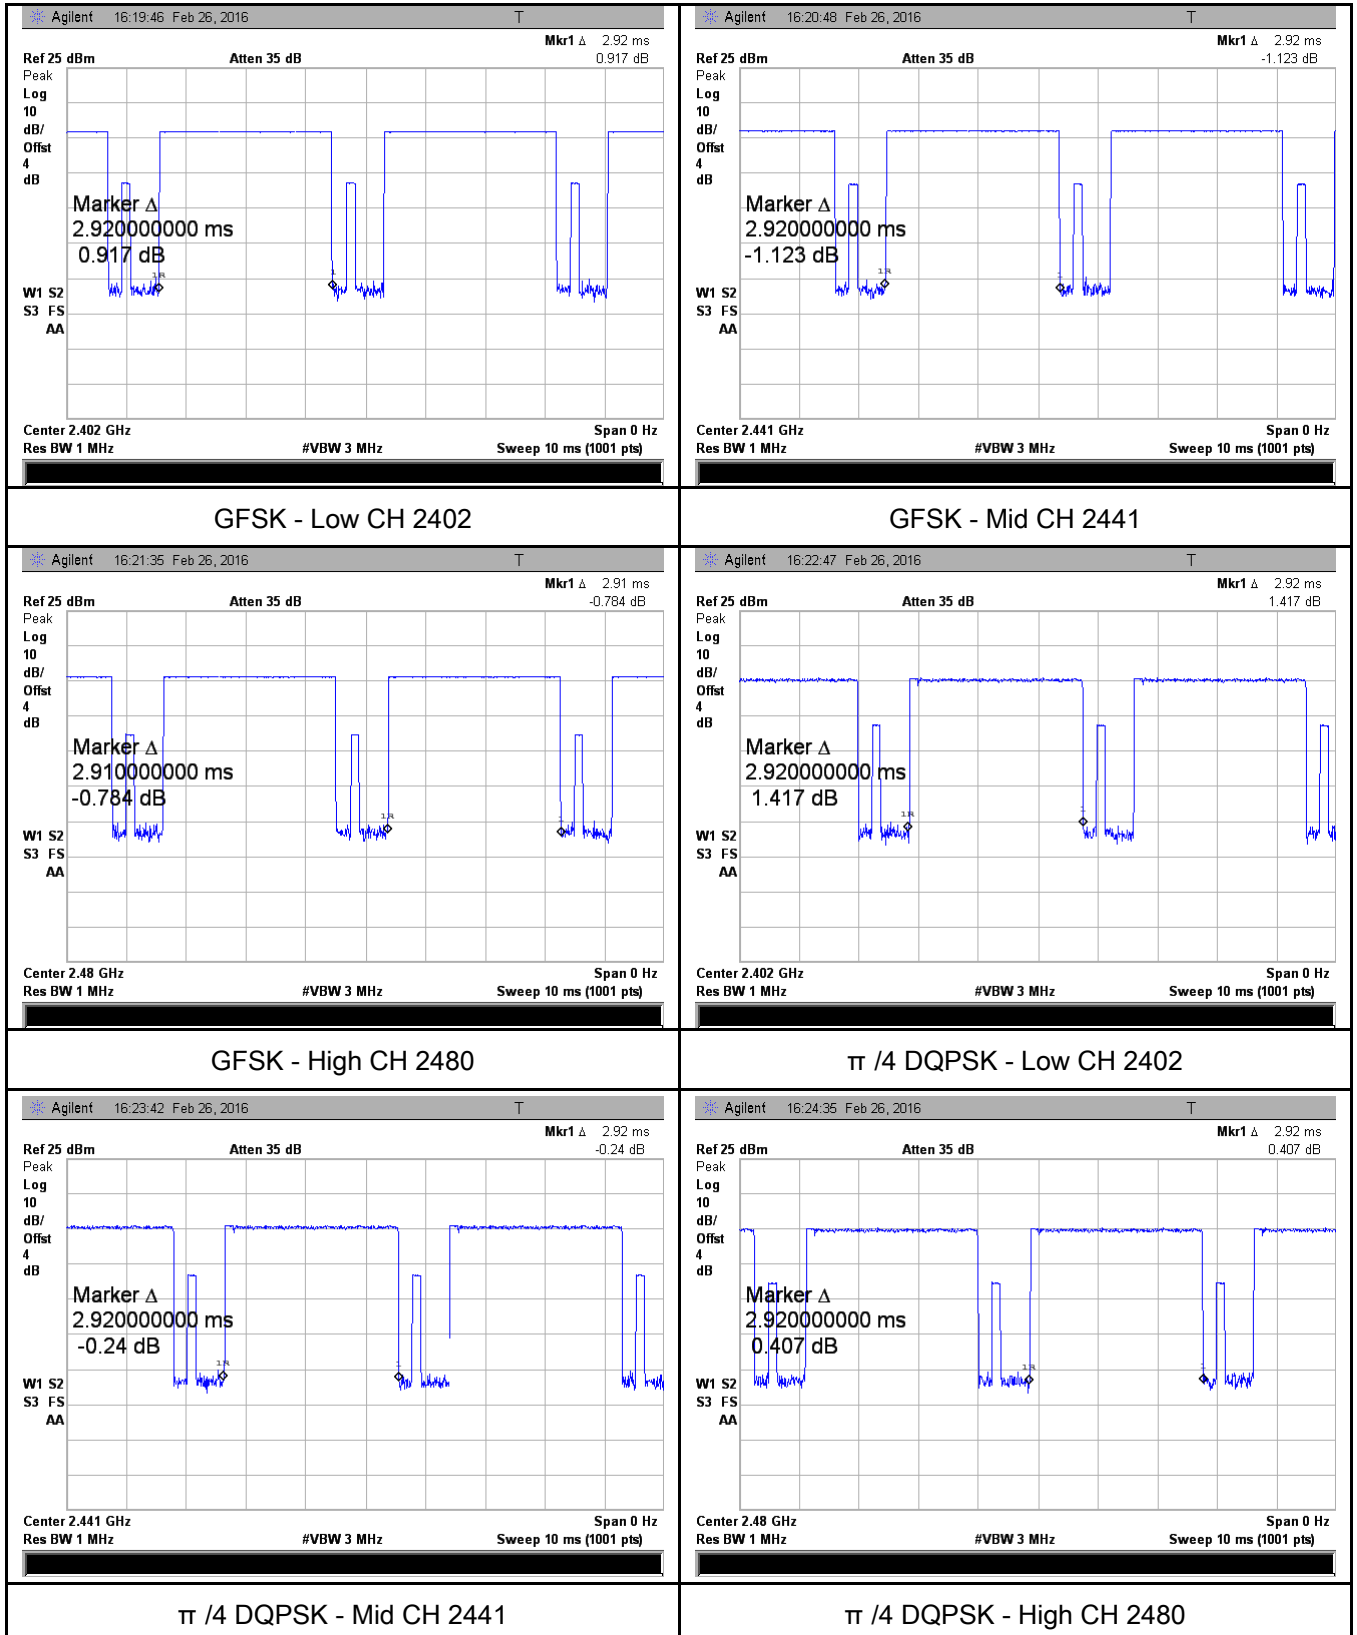 Agilent 16:19:46 Feb 26, 2016 T
Mkr1 Δ 2.92 ms
Ref 25 dBm Atten 35 dB 0.917 dB
Peak
Log
10
dB/
Offst
4
dB
Marker Δ
2.920000000 ms
0.917 dB
1R
1
W1 S2
S3 FS
AA
Center 2.402 GHz Span 0 Hz
Res BW 1 MHz #VBW 3 MHz Sweep 10 ms (1001 pts)
GFSK - Low CH 2402
Agilent 16:20:48 Feb 26, 2016 T
Mkr1 Δ 2.92 ms
Ref 25 dBm Atten 35 dB -1.123 dB
Peak
Log
10
dB/
Offst
4
dB
Marker Δ
2.920000000 ms
-1.123 dB
1R
1
W1 S2
S3 FS
AA
Center 2.441 GHz Span 0 Hz
Res BW 1 MHz #VBW 3 MHz Sweep 10 ms (1001 pts)
GFSK - Mid CH 2441
Agilent 16:21:35 Feb 26, 2016 T
Mkr1 Δ 2.91 ms
Ref 25 dBm Atten 35 dB -0.784 dB
Peak
Log
10
dB/
Offst
4
dB
Marker Δ
2.910000000 ms
-0.784 dB
1R
1
W1 S2
S3 FS
AA
Center 2.48 GHz Span 0 Hz
Res BW 1 MHz #VBW 3 MHz Sweep 10 ms (1001 pts)
GFSK - High CH 2480
Agilent 16:22:47 Feb 26, 2016 T
Mkr1 Δ 2.92 ms
Ref 25 dBm Atten 35 dB 1.417 dB
Peak
Log
10
dB/
Offst
4
dB
Marker Δ
2.920000000 ms
1.417 dB
1R
1
W1 S2
S3 FS
AA
Center 2.402 GHz Span 0 Hz
Res BW 1 MHz #VBW 3 MHz Sweep 10 ms (1001 pts)
π /4 DQPSK - Low CH 2402
Agilent 16:23:42 Feb 26, 2016 T
Mkr1 Δ 2.92 ms
Ref 25 dBm Atten 35 dB -0.24 dB
Peak
Log
10
dB/
Offst
4
dB
Marker Δ
2.920000000 ms
-0.24 dB
1R
1
W1 S2
S3 FS
AA
Center 2.441 GHz Span 0 Hz
Res BW 1 MHz #VBW 3 MHz Sweep 10 ms (1001 pts)
π /4 DQPSK - Mid CH 2441
Agilent 16:24:35 Feb 26, 2016 T
Mkr1 Δ 2.92 ms
Ref 25 dBm Atten 35 dB 0.407 dB
Peak
Log
10
dB/
Offst
4
dB
Marker Δ
2.920000000 ms
0.407 dB
1R
1
W1 S2
S3 FS
AA
Center 2.48 GHz Span 0 Hz
Res BW 1 MHz #VBW 3 MHz Sweep 10 ms (1001 pts)
π /4 DQPSK - High CH 2480